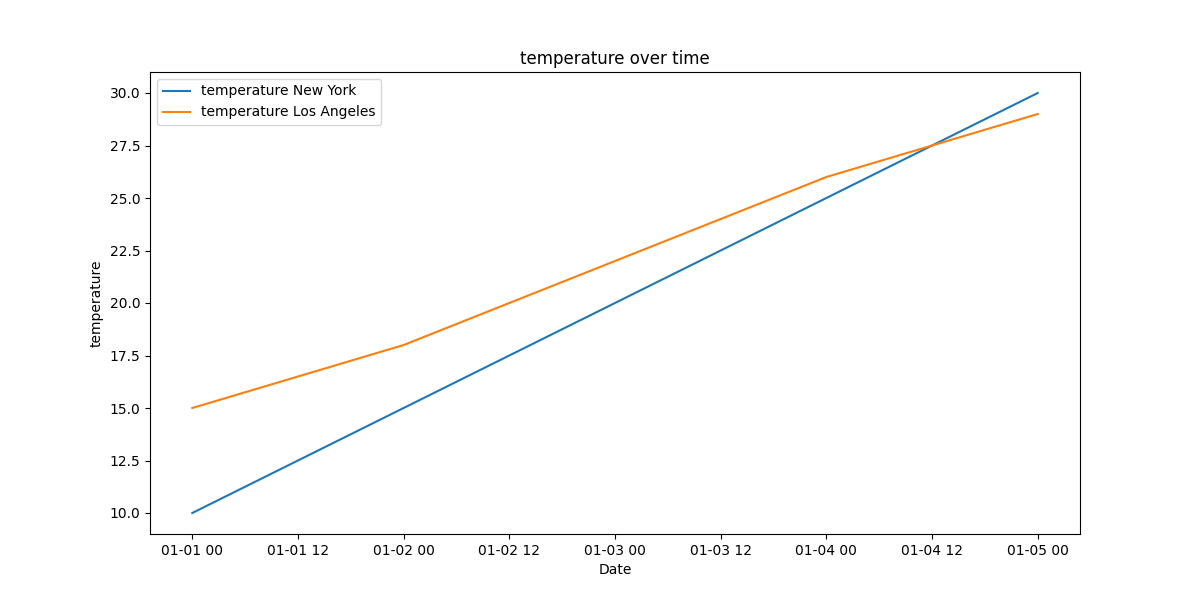 temperature over time
temperature New York
temperature Los Angeles
30.0
27.5
25.0
22.5
20.0
17.5
15.0
12.5
10.0
temperature
01-01 00 01-01 12 01-02 00 01-02 12 01-03 00 01-03 12 01-04 00 01-04 12 01-05 00
Date